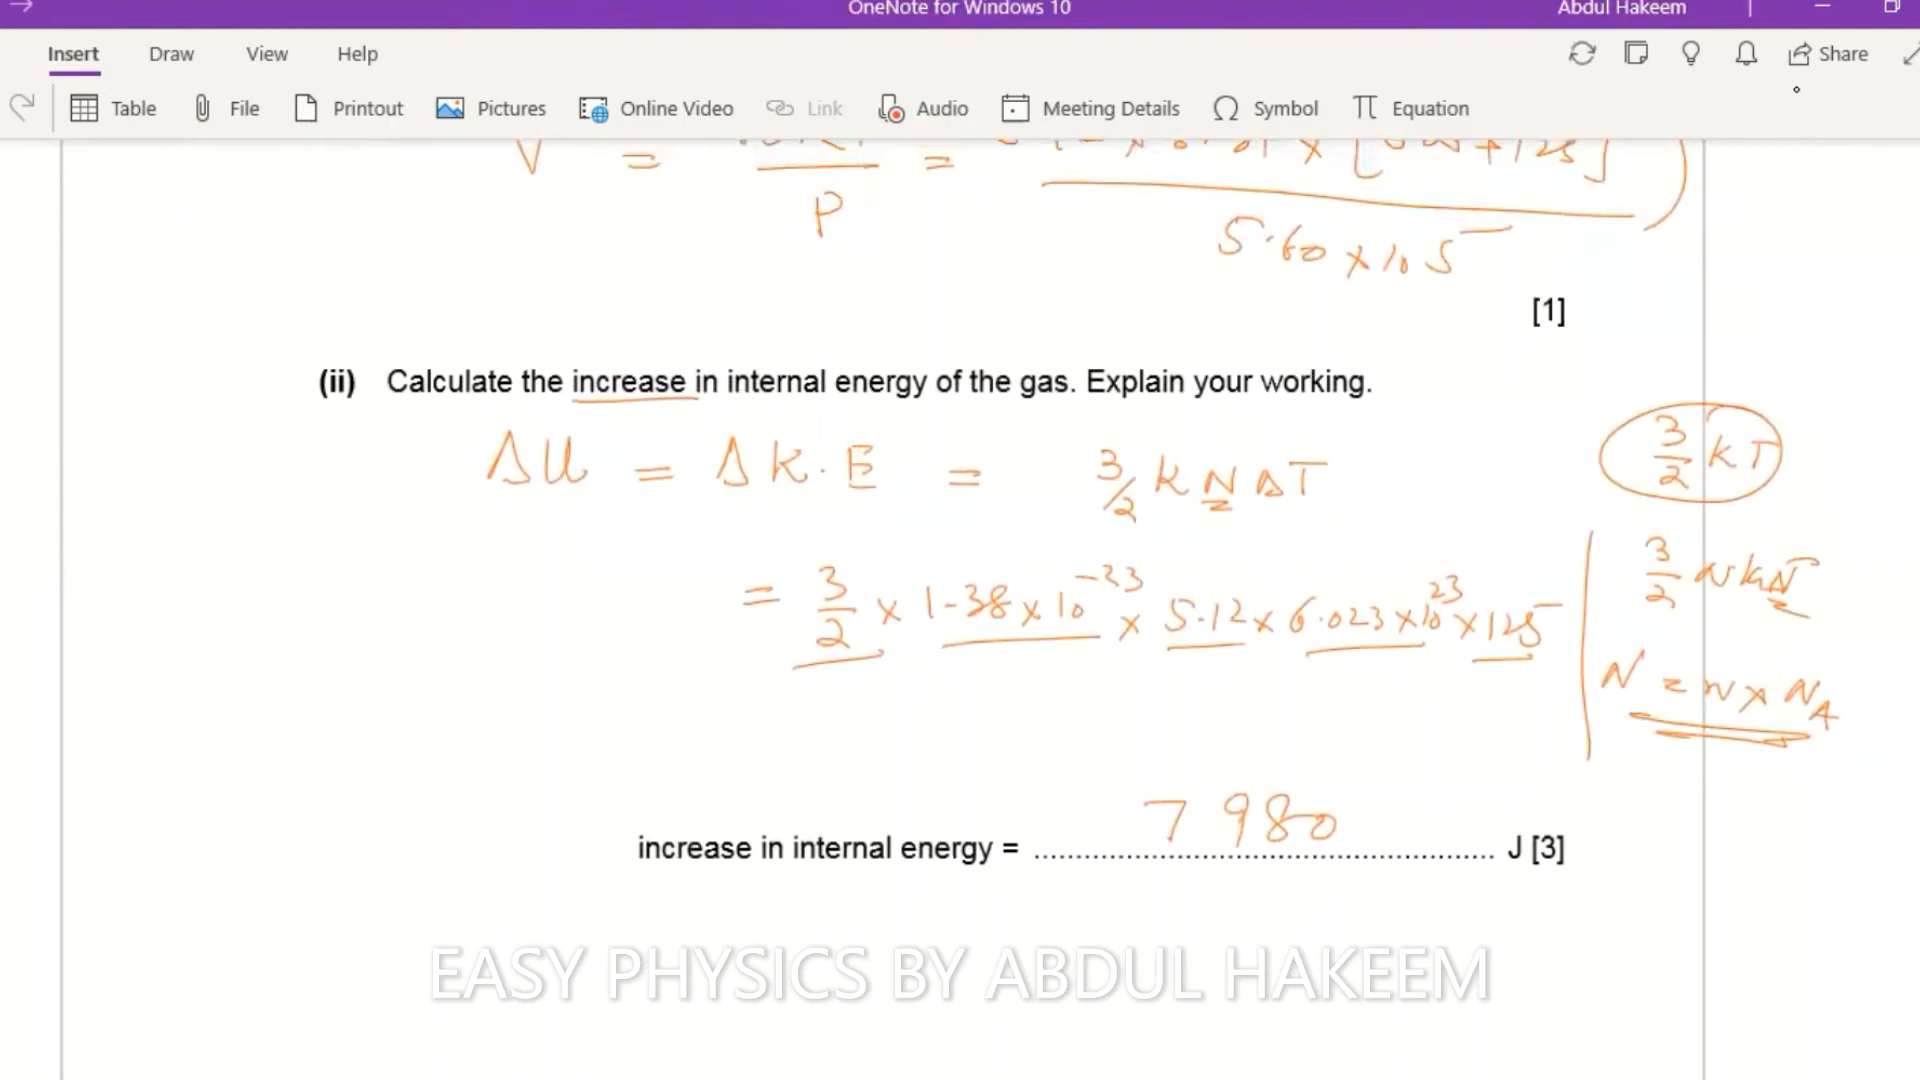 OneNote for Windows 10 Abdul Hakeem
Insert Draw View Help Share
Table File Printout Pictures Online Video Link Audio Meeting Details Symbol Equation
V = =
P
5.60 × 10 5
[1]
(ii) Calculate the increase in internal energy of the gas. Explain your working.
ΔU = ΔK.E = 3/2 K N ΔT
3/2 kT
= 3/2 × 1.38 × 10^-23 × 5.12 × 6.023 × 10^23 × 125
N = n × N_A
7 980
increase in internal energy = .................... J [3]
EASY PHYSICS BY ABDUL HAKEEM